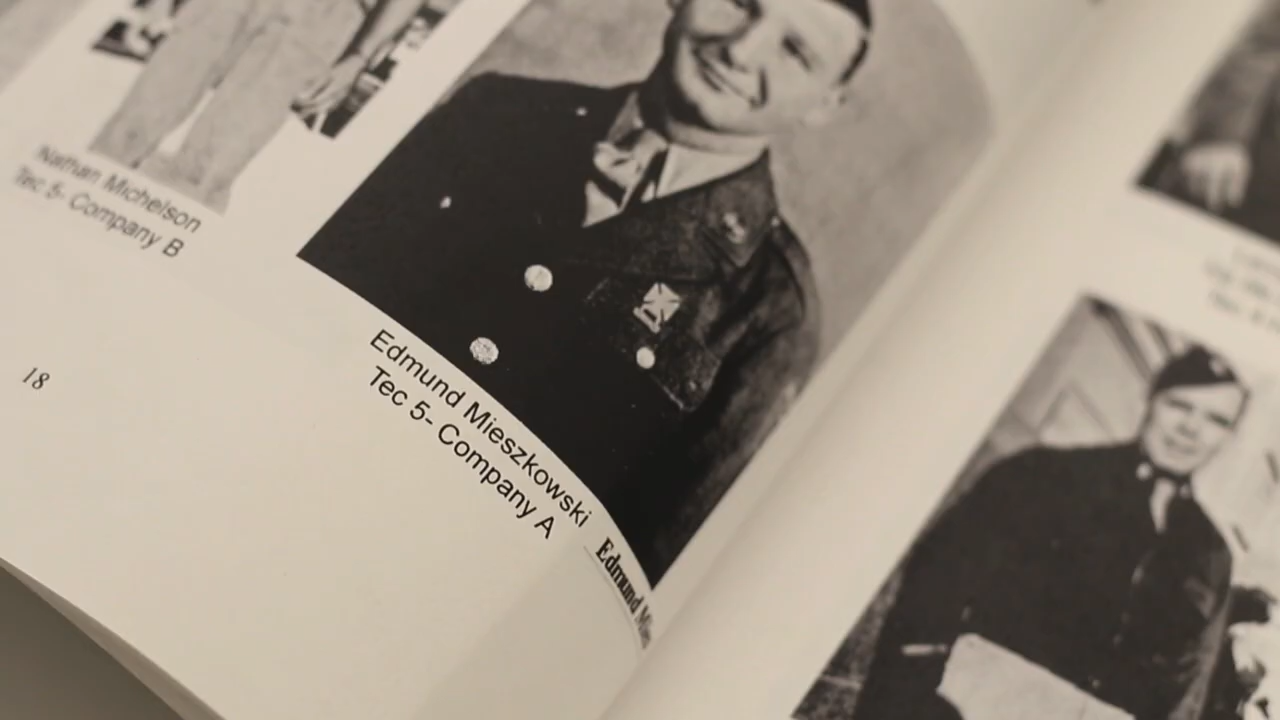 Nathan Michelson
Tec 5- Company B
Edmund Mieszkowski
Tec 5- Company A
Edmund
18